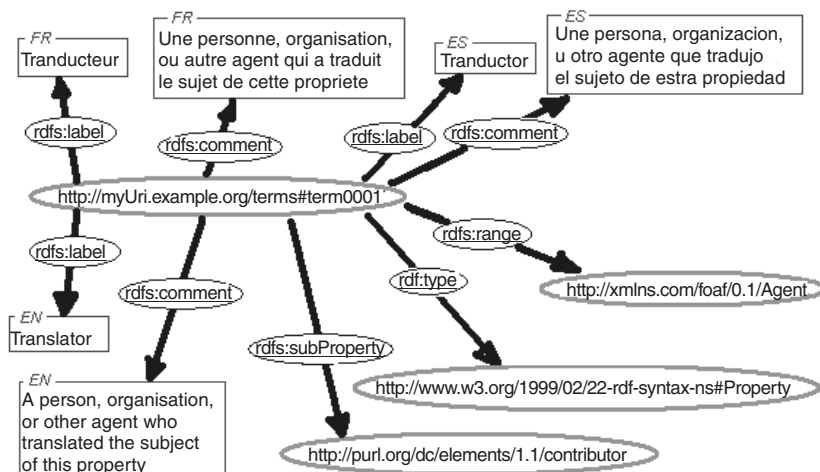 FR
Tranducteur
FR
Une personne, organisation,
ou autre agent qui a traduit
le sujet de cette propriete
ES
Tranductor
ES
Une persona, organizacion,
u otro agente que tradujo
el sujeto de estra propiedad
rdfs:label
rdfs:comment
rdfs:label
rdfs:comment
http://myUri.example.org/terms#term0001
rdfs:label
rdfs:comment
rdfs:range
rdf:type
http://xmlns.com/foaf/0.1/Agent
EN
Translator
rdfs:subProperty
http://www.w3.org/1999/02/22-rdf-syntax-ns#Property
EN
A person, organisation,
or other agent who
translated the subject
of this property
http://purl.org/dc/elements/1.1/contributor